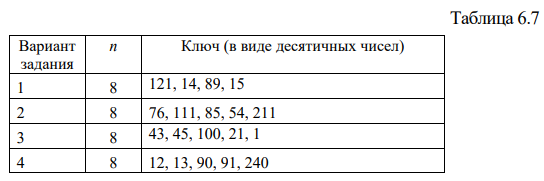 Таблица 6.7
Вариант задания n Ключ (в виде десятичных чисел)
1 8 121, 14, 89, 15
2 8 76, 111, 85, 54, 211
3 8 43, 45, 100, 21, 1
4 8 12, 13, 90, 91, 240